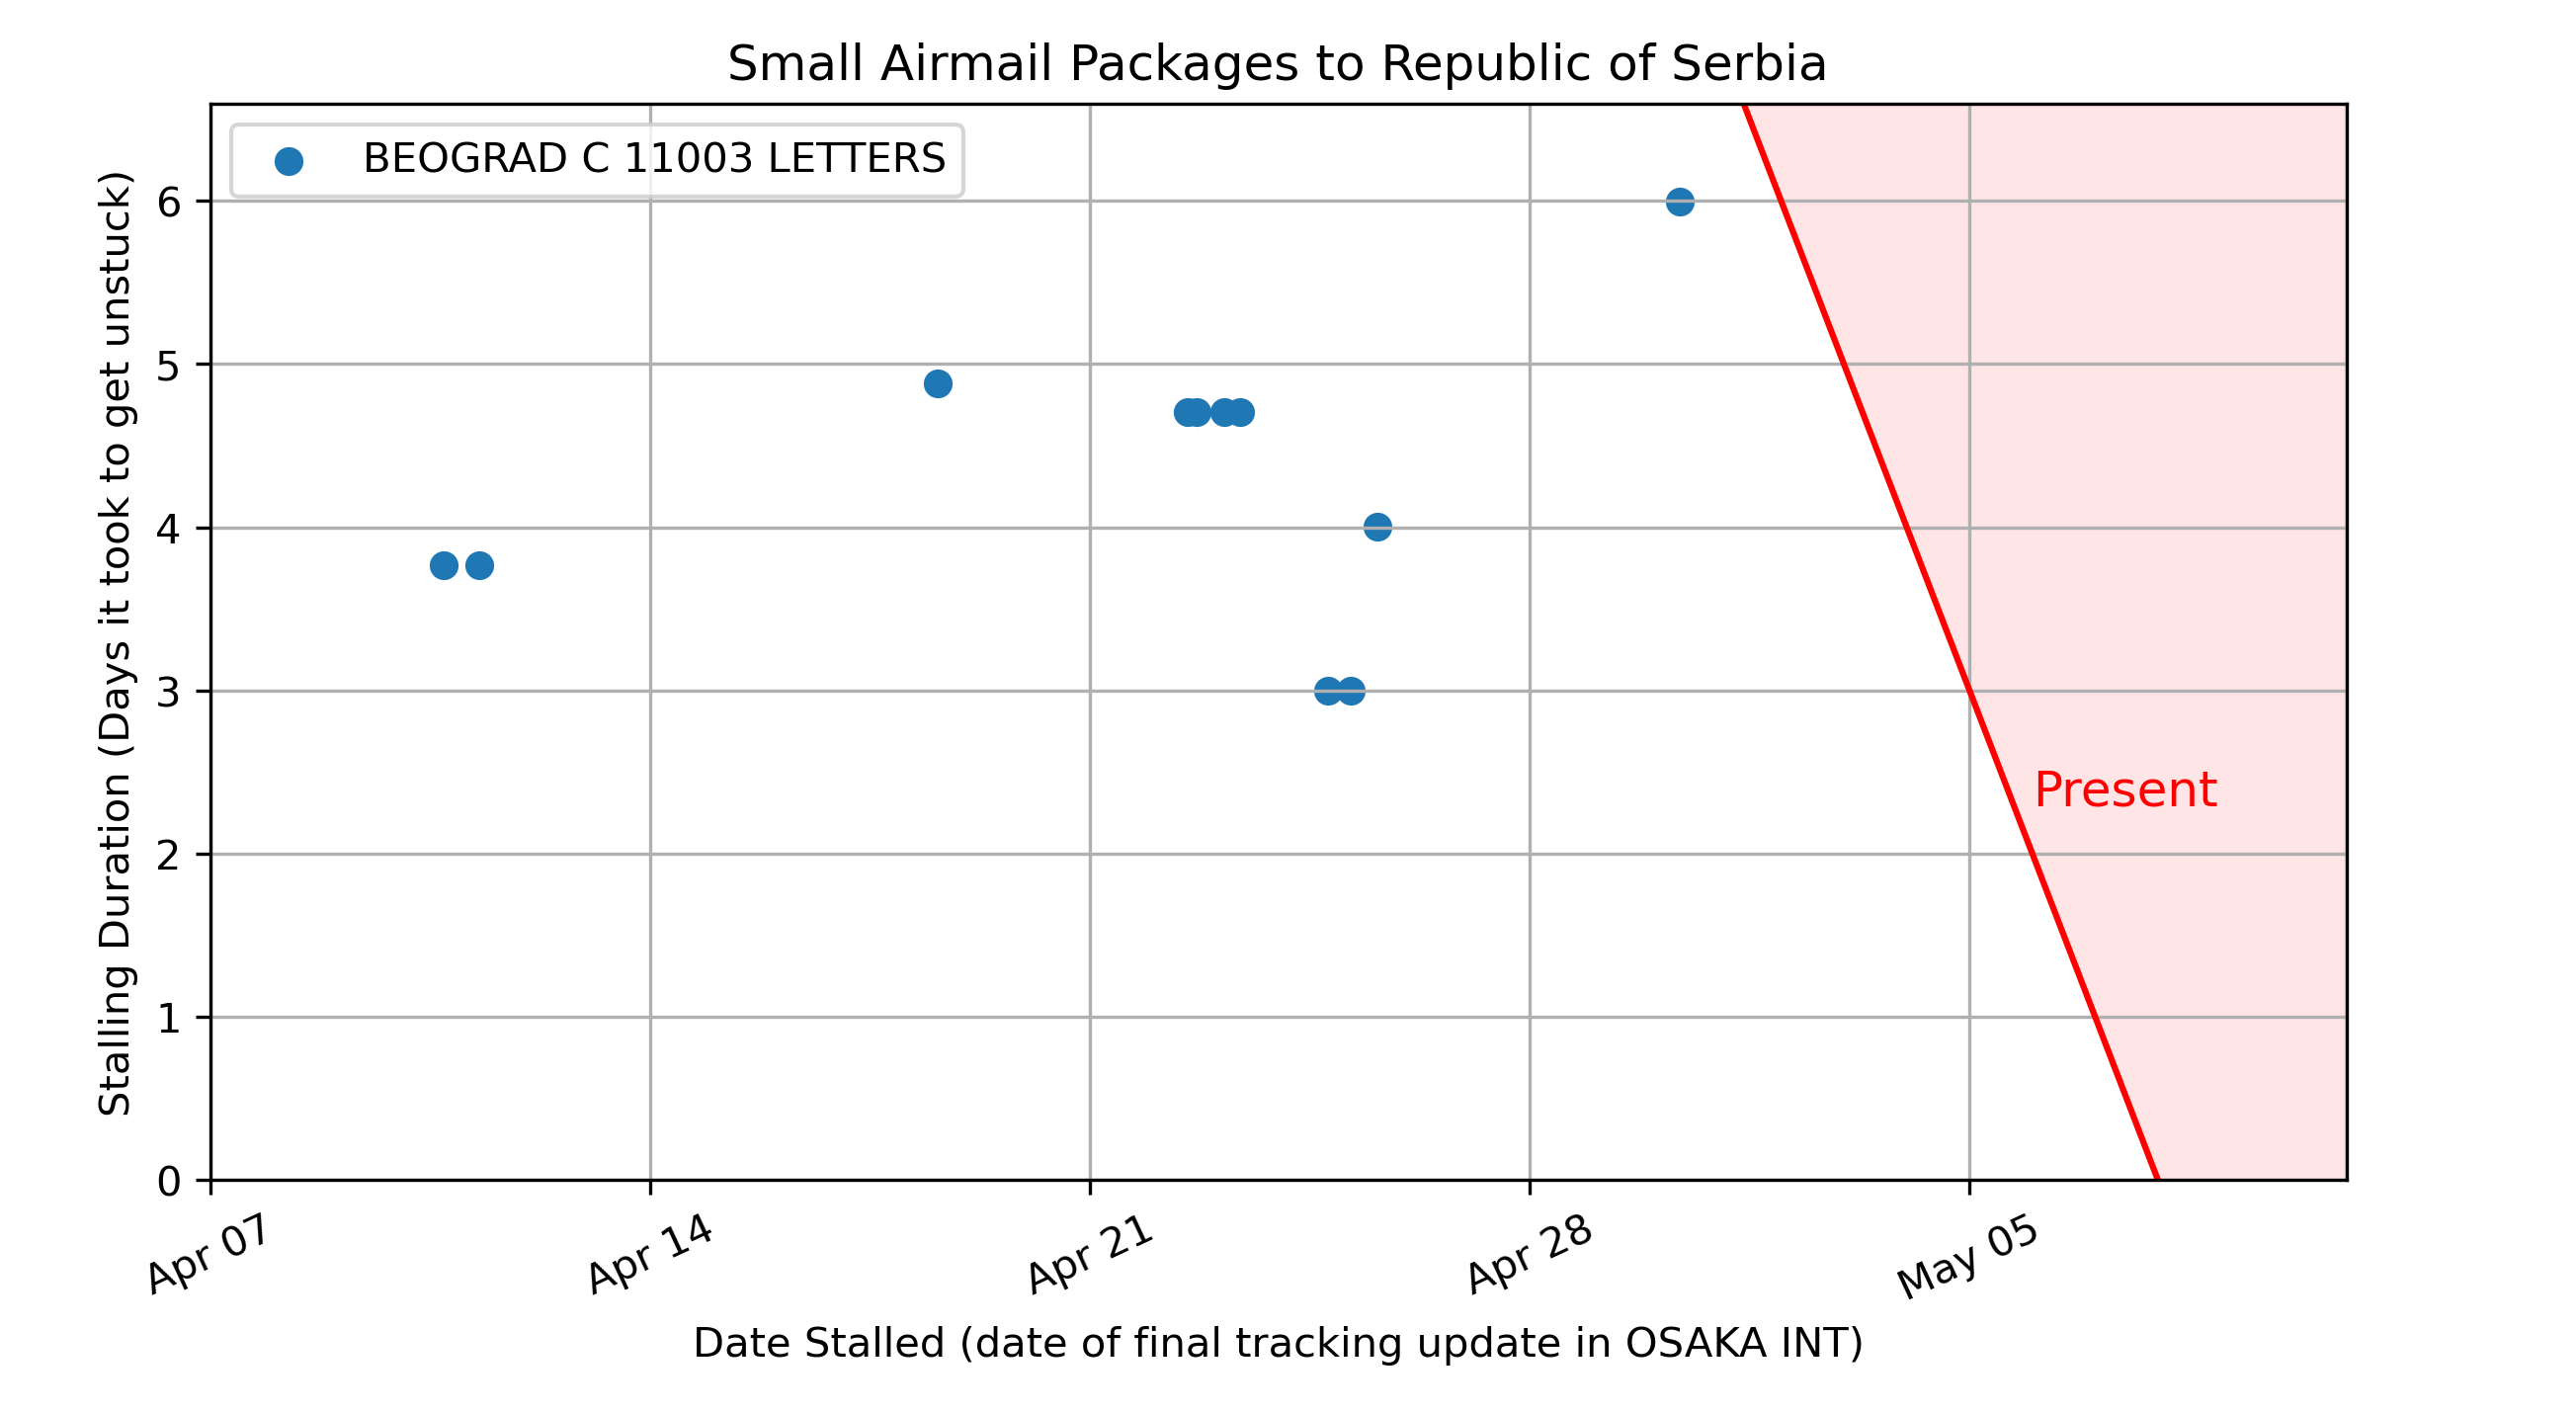 Small Airmail Packages to Republic of Serbia
BEOGRAD C 11003 LETTERS
Stalling Duration (Days it took to get unstuck)
6
5
4
3
2
1
0
Present
Apr 07
Apr 14
Apr 21
Apr 28
May 05
Date Stalled (date of final tracking update in OSAKA INT)